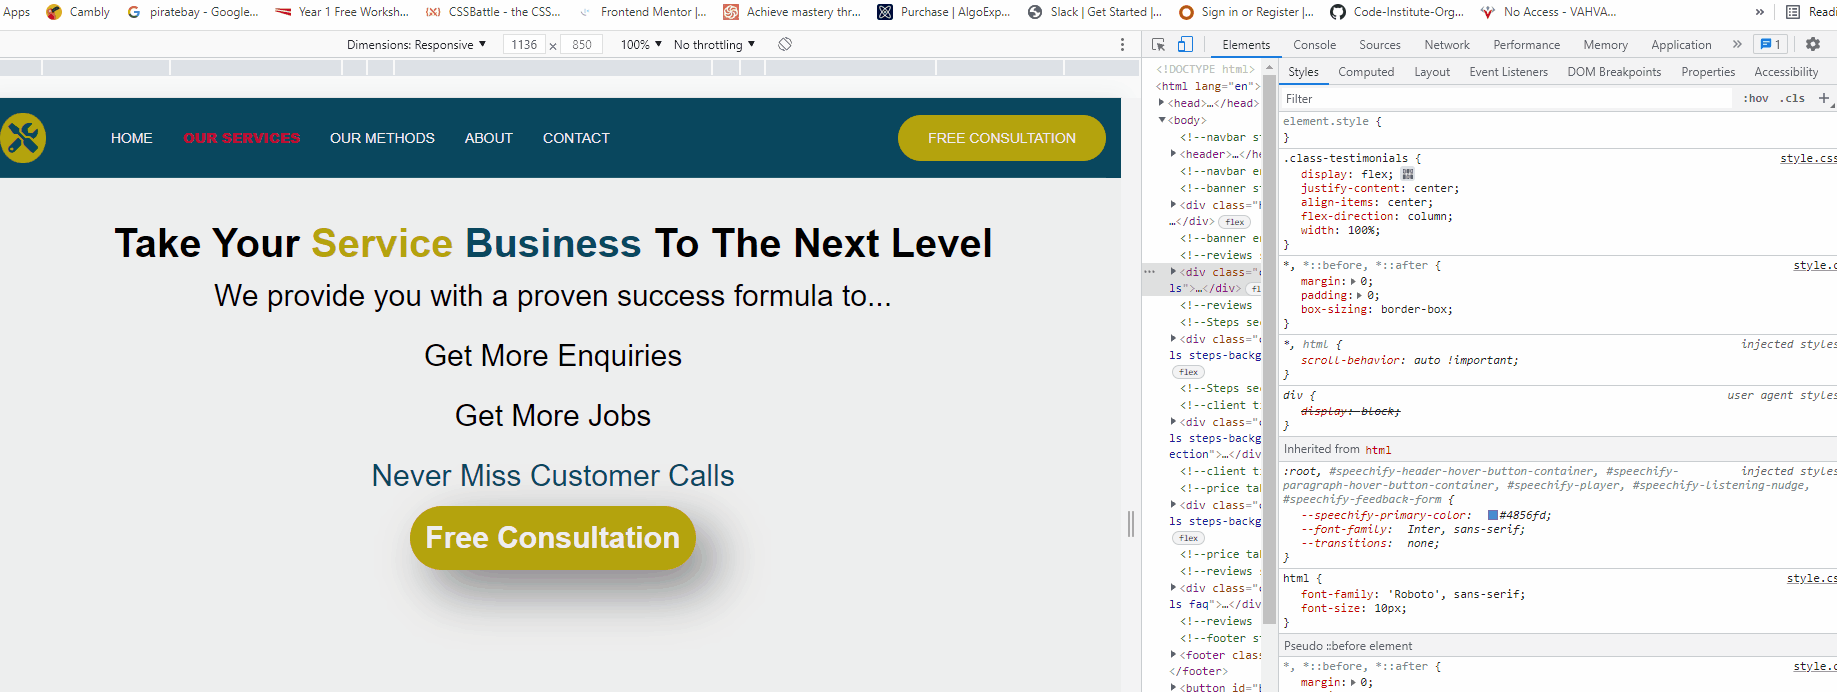 Apps Cambly piratebay - Google... Year 1 Free Worksh... CSSBattle - the CSS... Frontend Mentor |... Achieve mastery thr... Purchase | AlgoExp... Slack | Get Started |... Sign in or Register |... Code-Institute-Org... No Access - VAHVA... » Readi
Dimensions: Responsive ▼ 1136 × 850 100% ▼ No throttling ▼
HOME OUR SERVICES OUR METHODS ABOUT CONTACT FREE CONSULTATION
Take Your Service Business To The Next Level
We provide you with a proven success formula to...
Get More Enquiries
Get More Jobs
Never Miss Customer Calls
Free Consultation
Elements Console Sources Network Performance Memory Application » 1
<!DOCTYPE html>
<html lang="en">
<head>…</head>
<body>
<!--navbar st
<header>…</he
<!--navbar en
<!--banner st
<div class="h
…</div> flex
<!--banner en
<!--reviews s
<div class="c
ls">…</div> fl
<!--reviews
<!--Steps sec
<div class="c
ls steps-backg
flex
<!--Steps sec
<!--client ti
<div class="c
ls steps-backg
ection">…</div
<!--client ti
<!--price tab
<div class="c
ls steps-backg
flex
<!--price tab
<!--reviews s
<div class="c
ls faq">…</div
<!--reviews
<!--footer st
<footer class
</footer>
<button id="b
Styles Computed Layout Event Listeners DOM Breakpoints Properties Accessibility
Filter :hov .cls +
element.style {
}
.class-testimonials { style.css
display: flex;
justify-content: center;
align-items: center;
flex-direction: column;
width: 100%;
}
*, *::before, *::after { style.c
margin: 0;
padding: 0;
box-sizing: border-box;
}
*, html { injected styles
scroll-behavior: auto !important;
}
div { user agent styles
display: block;
}
Inherited from html
:root, #speechify-header-hover-button-container, #speechify- injected styles
paragraph-hover-button-container, #speechify-player, #speechify-listening-nudge,
#speechify-feedback-form {
--speechify-primary-color: #4856fd;
--font-family: Inter, sans-serif;
--transitions: none;
}
html { style.cs
font-family: 'Roboto', sans-serif;
font-size: 10px;
}
Pseudo ::before element
*, *::before, *::after { style.c
margin: 0;